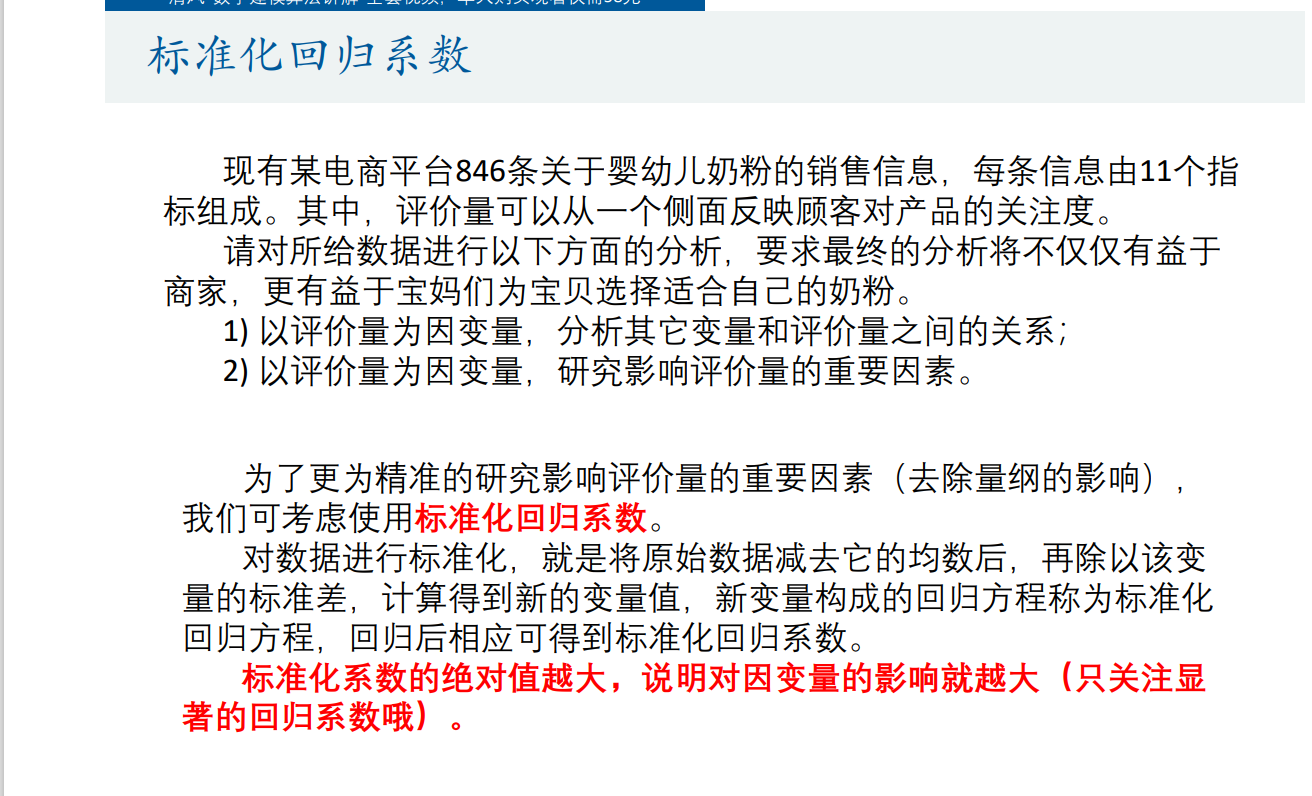 标准化回归系数
现有某电商平台846条关于婴幼儿奶粉的销售信息，每条信息由11个指
标组成。其中，评价量可以从一个侧面反映顾客对产品的关注度。
请对所给数据进行以下方面的分析，要求最终的分析将不仅仅有益于
商家，更有益于宝妈们为宝贝选择适合自己的奶粉。
1) 以评价量为因变量，分析其它变量和评价量之间的关系；
2) 以评价量为因变量，研究影响评价量的重要因素。
为了更为精准的研究影响评价量的重要因素（去除量纲的影响），
我们可考虑使用标准化回归系数。
对数据进行标准化，就是将原始数据减去它的均数后，再除以该变
量的标准差，计算得到新的变量值，新变量构成的回归方程称为标准化
回归方程，回归后相应可得到标准化回归系数。
标准化系数的绝对值越大，说明对因变量的影响就越大（只关注显
著的回归系数哦）。